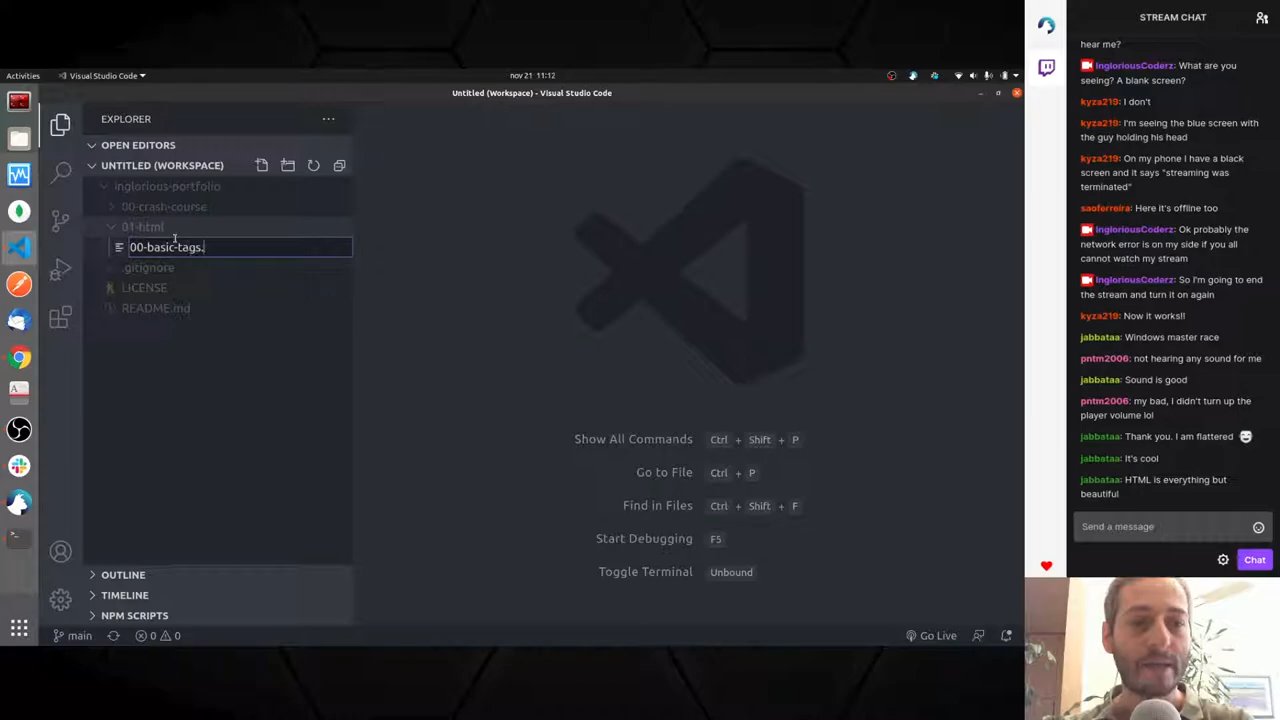 Activities
Visual Studio Code
nov 21 11:12
Untitled (Workspace) - Visual Studio Code
EXPLORER
OPEN EDITORS
UNTITLED (WORKSPACE)
inglorious-portfolio
00-crash-course
01-html
00-basic-tags.
.gitignore
LICENSE
README.md
Show All Commands Ctrl + Shift + P
Go to File Ctrl + P
Find in Files Ctrl + Shift + F
Start Debugging F5
Toggle Terminal Unbound
OUTLINE
TIMELINE
NPM SCRIPTS
main
0 0
Go Live
STREAM CHAT
hear me?
IngloriousCoderz: What are you
seeing? A blank screen?
kyza219: I don't
kyza219: I'm seeing the blue screen with
the guy holding his head
kyza219: On my phone I have a black
screen and it says "streaming was
terminated"
saoferreira: Here it's offline too
IngloriousCoderz: Ok probably the
network error is on my side if you all
cannot watch my stream
IngloriousCoderz: So I'm going to end
the stream and turn it on again
kyza219: Now it works!!
jabbataa: Windows master race
pntm2006: not hearing any sound for me
jabbataa: Sound is good
pntm2006: my bad, I didn't turn up the
player volume lol
jabbataa: Thank you. I am flattered
jabbataa: It's cool
jabbataa: HTML is everything but
beautiful
Send a message
Chat